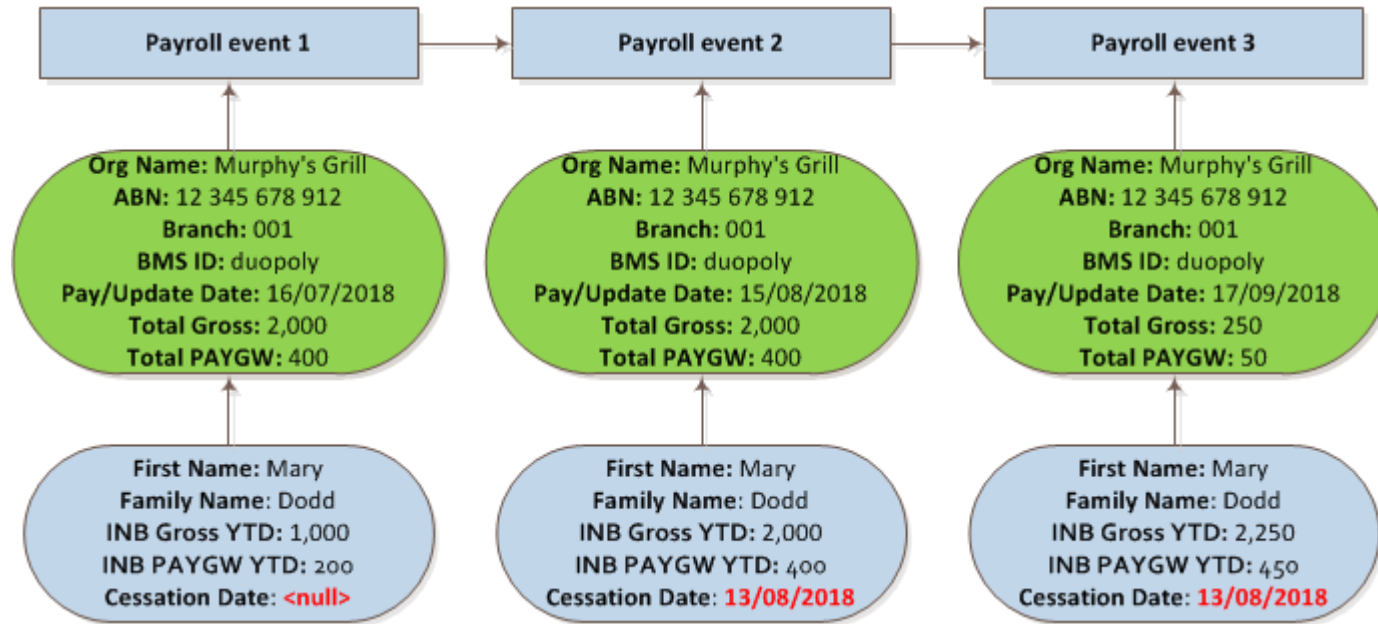 Payroll event 1
Payroll event 2
Payroll event 3
Org Name: Murphy's Grill
ABN: 12 345 678 912
Branch: 001
BMS ID: duopoly
Pay/Update Date: 16/07/2018
Total Gross: 2,000
Total PAYGW: 400
Org Name: Murphy's Grill
ABN: 12 345 678 912
Branch: 001
BMS ID: duopoly
Pay/Update Date: 15/08/2018
Total Gross: 2,000
Total PAYGW: 400
Org Name: Murphy's Grill
ABN: 12 345 678 912
Branch: 001
BMS ID: duopoly
Pay/Update Date: 17/09/2018
Total Gross: 250
Total PAYGW: 50
First Name: Mary
Family Name: Dodd
INB Gross YTD: 1,000
INB PAYGW YTD: 200
Cessation Date: <null>
First Name: Mary
Family Name: Dodd
INB Gross YTD: 2,000
INB PAYGW YTD: 400
Cessation Date: 13/08/2018
First Name: Mary
Family Name: Dodd
INB Gross YTD: 2,250
INB PAYGW YTD: 450
Cessation Date: 13/08/2018